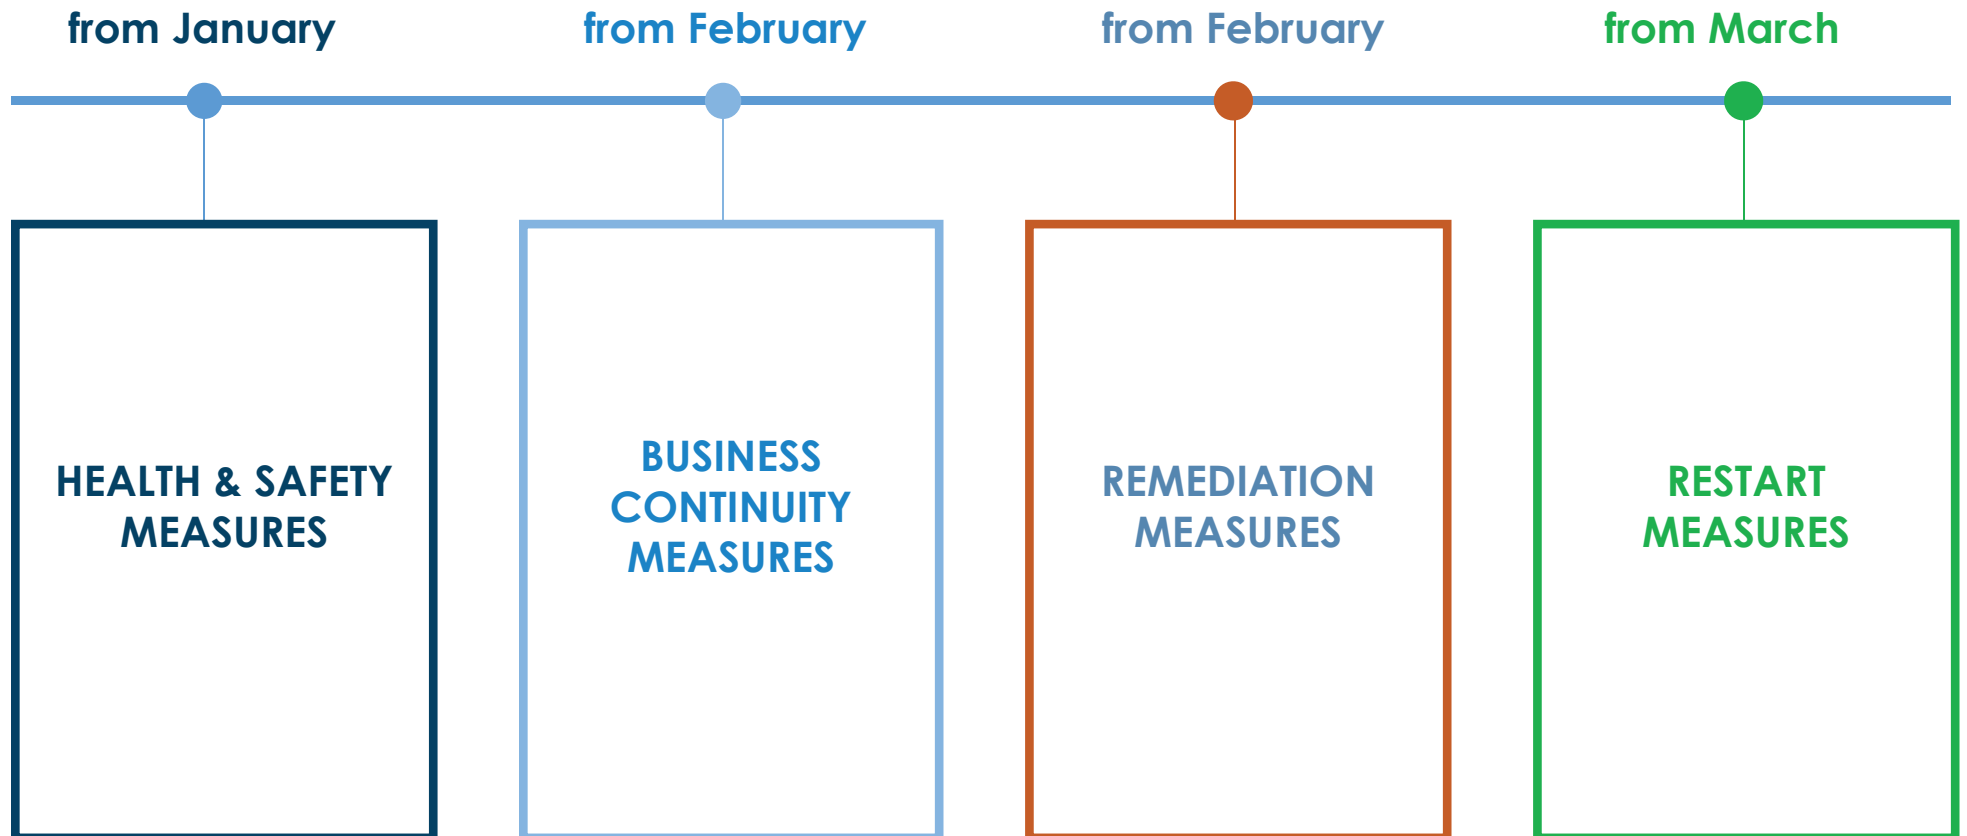 from January
from February
from February
from March
HEALTH & SAFETY
MEASURES
BUSINESS
CONTINUITY
MEASURES
REMEDIATION
MEASURES
RESTART
MEASURES